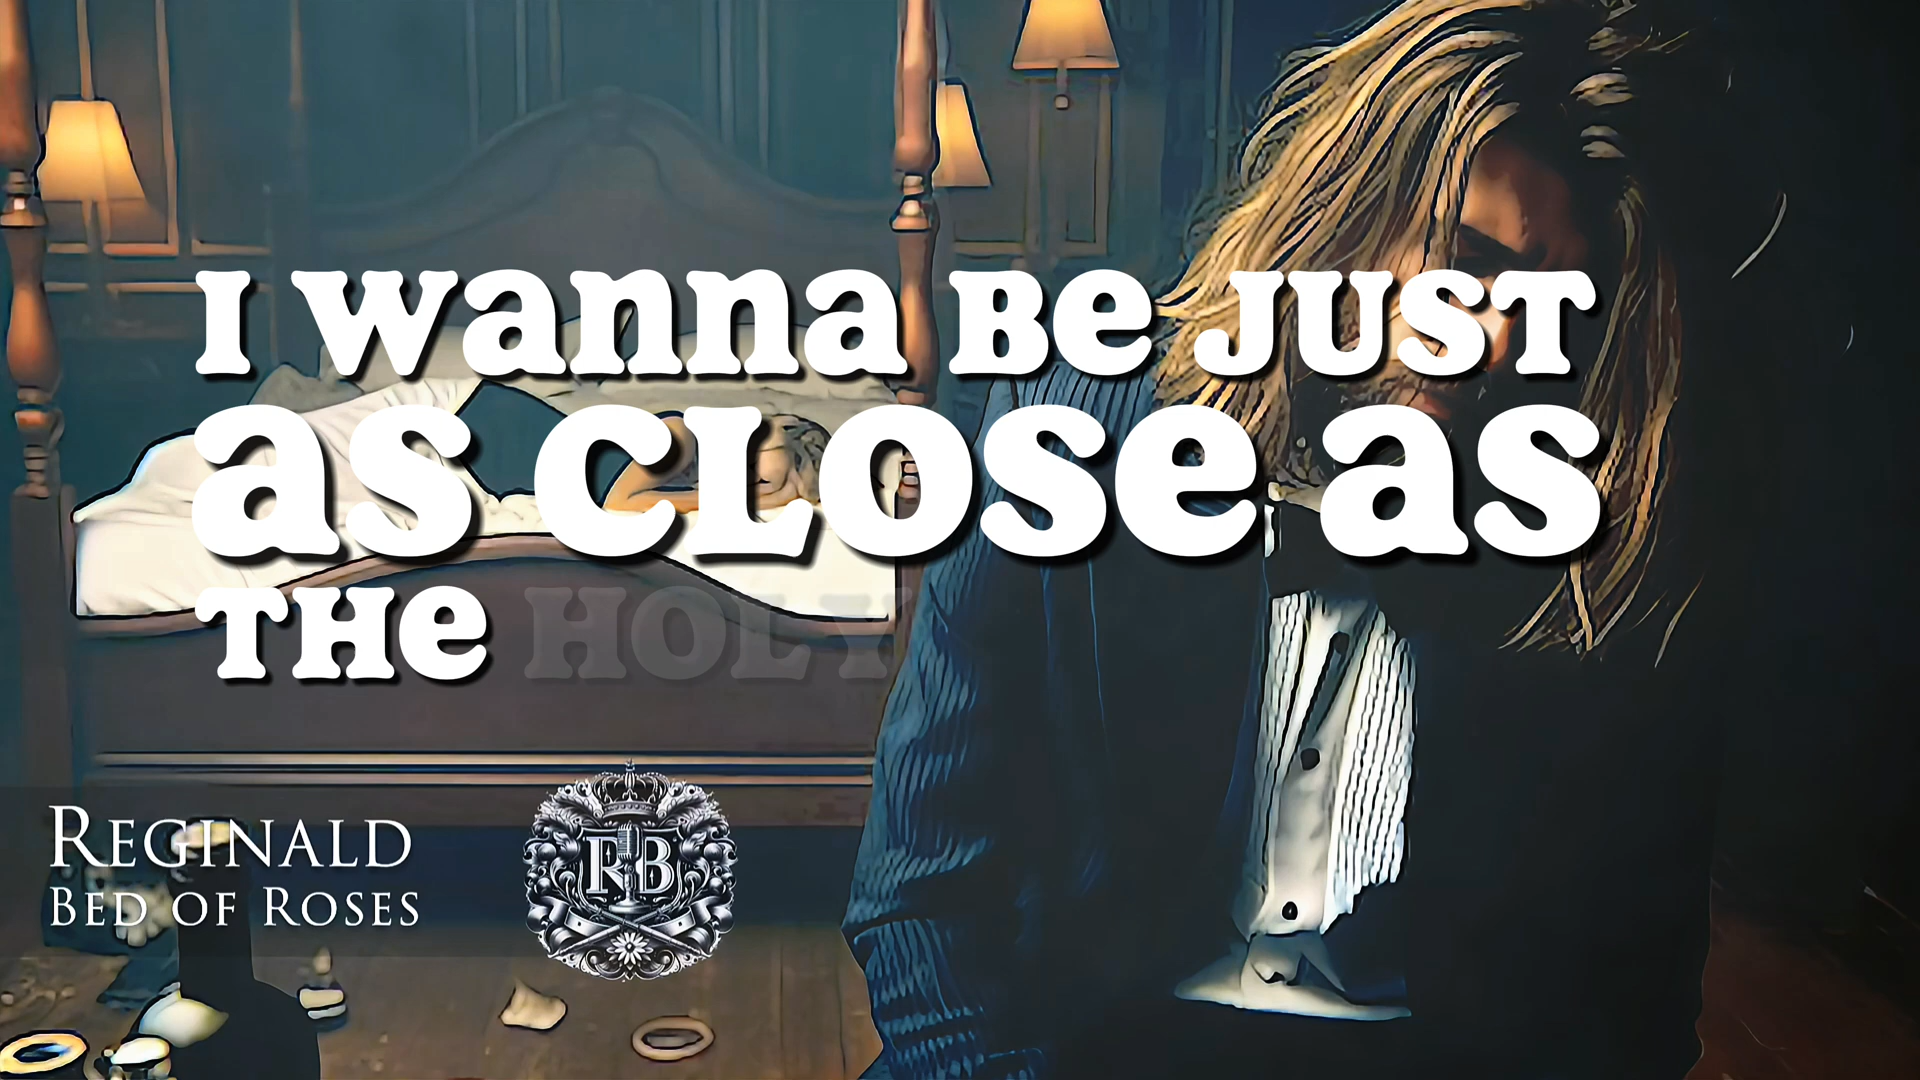 I wanna BE JUST
as CLOSE as
THE HOLY
REGINALD
BED OF ROSES
RB